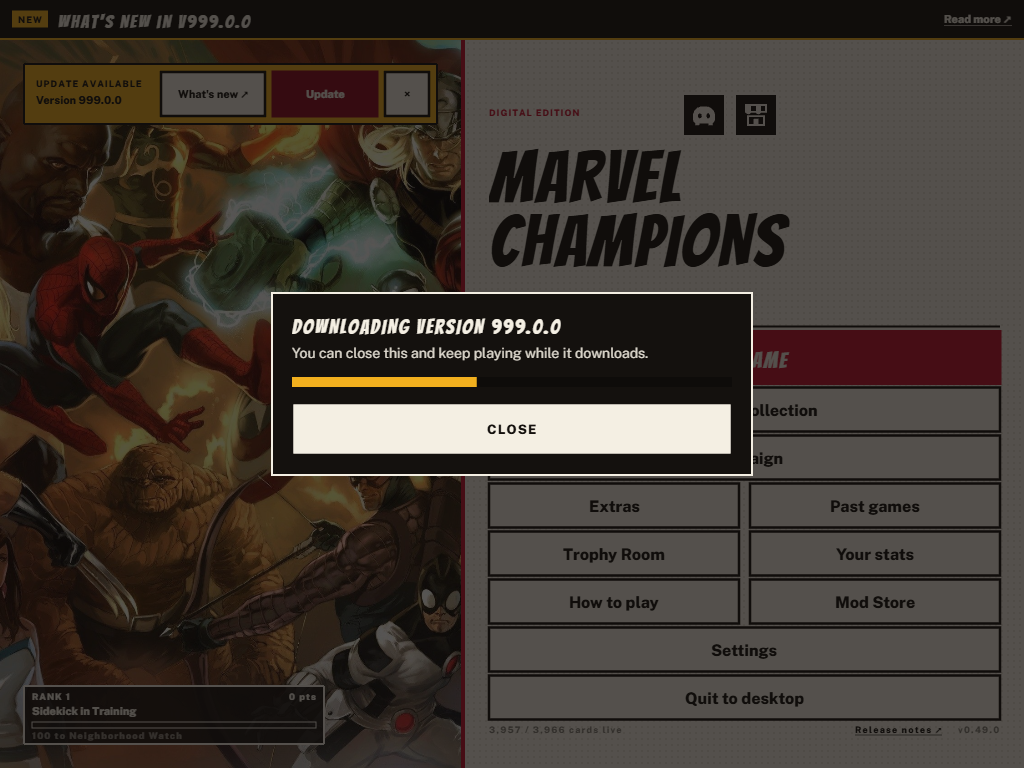 NEW WHAT'S NEW IN V999.0.0 Read more ↗
UPDATE AVAILABLE
Version 999.0.0
What's new ↗
Update
×
DIGITAL EDITION
MARVEL
CHAMPIONS
DOWNLOADING VERSION 999.0.0
You can close this and keep playing while it downloads.
CLOSE
Extras
Past games
Trophy Room
Your stats
How to play
Mod Store
Settings
Quit to desktop
RANK 1 0 pts
Sidekick in Training
100 to Neighborhood Watch
3,957 / 3,966 cards live
Release notes ↗ v0.49.0